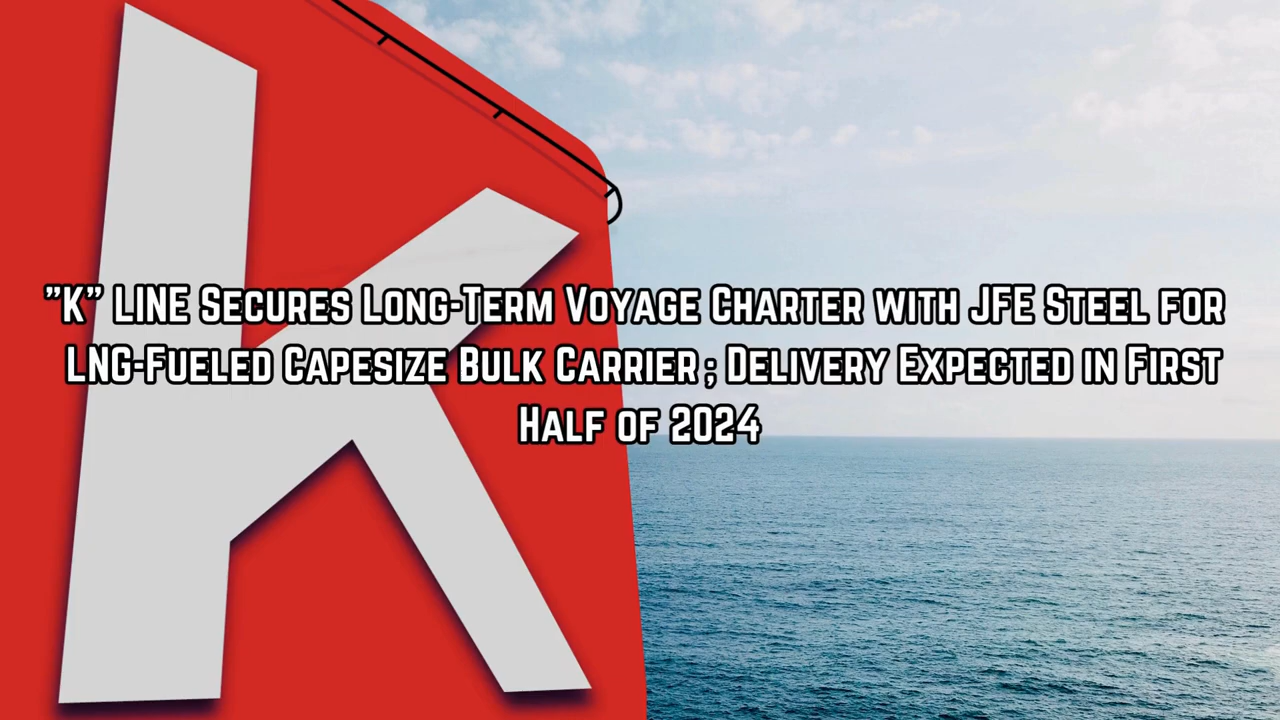 K
"K" LINE Secures Long-Term Voyage Charter with JFE Steel for
LNG-Fueled Capesize Bulk Carrier ; Delivery Expected in First
Half of 2024